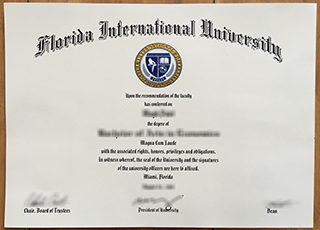 Florida International University
Upon the recommendation of the faculty
has conferred on
the degree of
Magna Cum Laude
with the associated rights, honors, privileges and obligations.
In witness whereof, the seal of the University and the signatures
of the university officers are here to affixed.
Miami, Florida
Chair, Board of Trustees
President of University
Dean